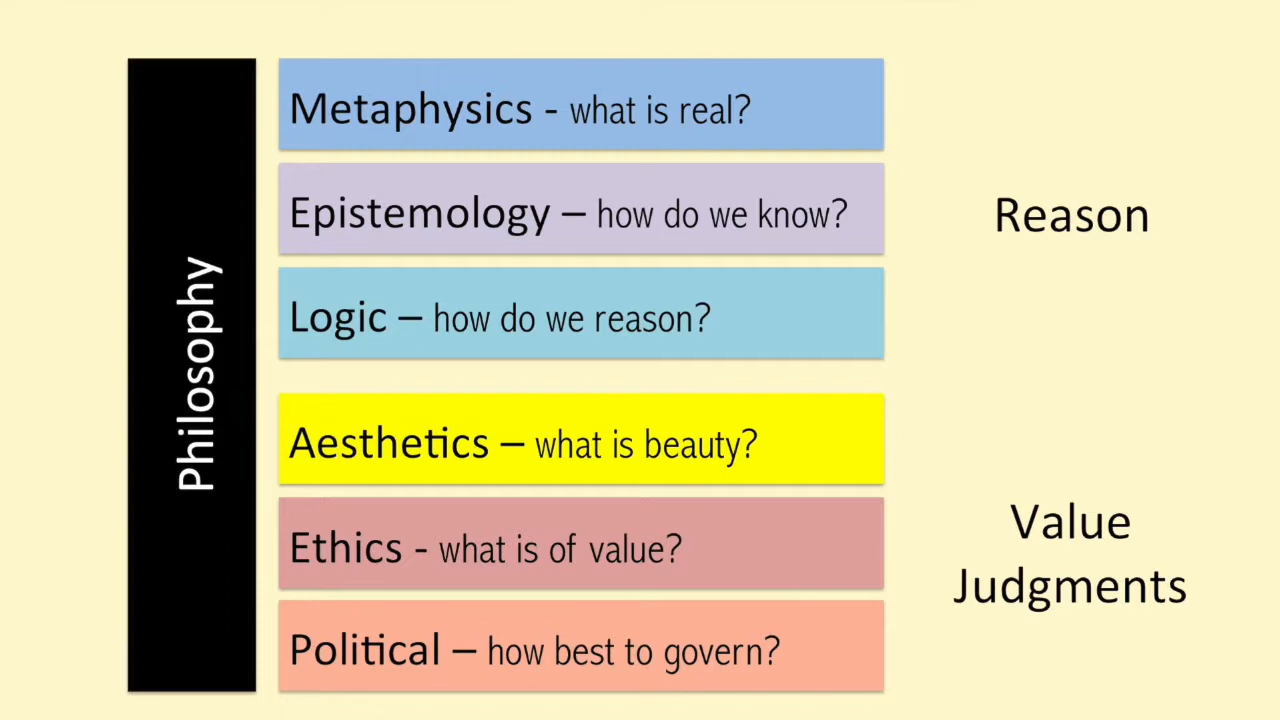 Philosophy
Metaphysics - what is real?
Epistemology – how do we know?
Logic – how do we reason?
Reason
Aesthetics – what is beauty?
Ethics - what is of value?
Political – how best to govern?
Value
Judgments